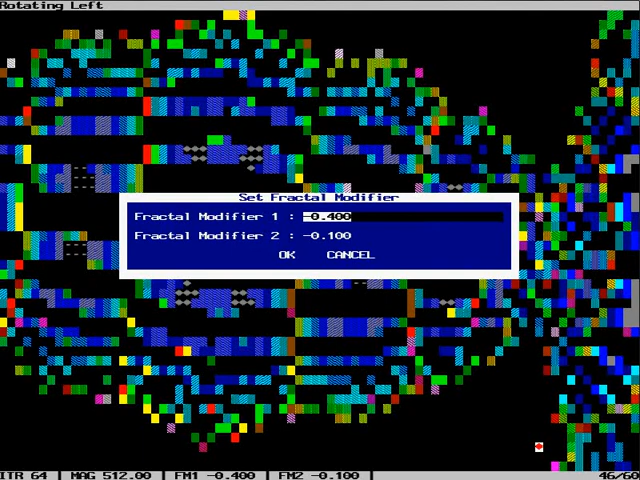 Rotating Left
Set Fractal Modifier
Fractal Modifier 1 : -0.400
Fractal Modifier 2 : -0.100
OK CANCEL
ITR 64 | MAG 512.00 | FM1 -0.400 | FM2 -0.100 | 46/60